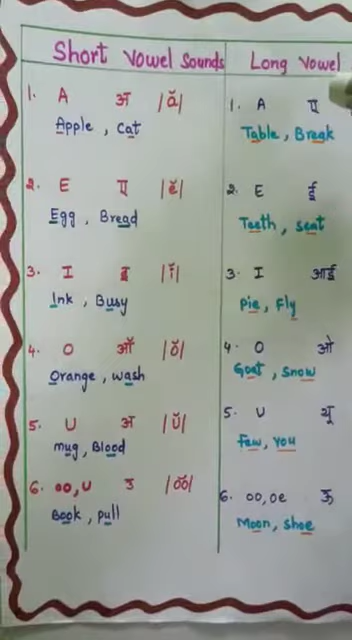 Short Vowel Sounds
1. A अ /ă/
Apple, cat
2. E ए /ĕ/
Egg, Bread
3. I इ /ĭ/
Ink, Busy
4. O ऑ /ŏ/
Orange, wash
5. U अ /ŭ/
mug, Blood
6. oo, u उ /o͝o/
Book, pull
Long Vowel
1. A ए
Table, Break
2. E ई
Teeth, seat
3. I आई
Pie, Fly
4. O ओ
Goat, snow
5. U यू
few, you
6. oo, oe ऊ
Moon, shoe